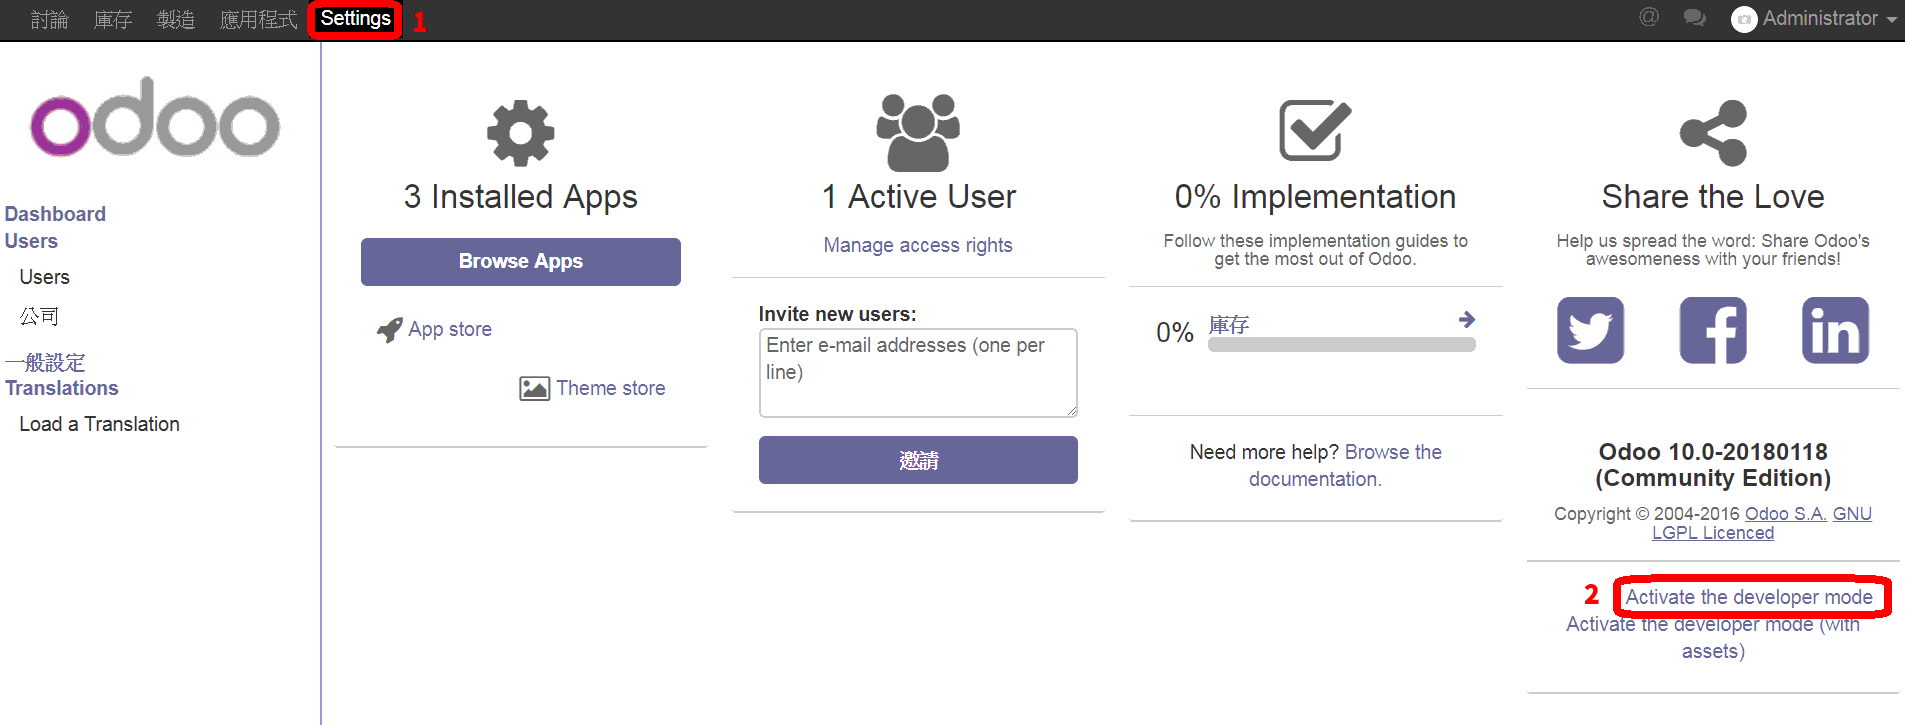 討論 庫存 製造 應用程式 Settings 1 @ Administrator
odoo
Dashboard
Users
Users
公司
一般設定
Translations
Load a Translation
3 Installed Apps
Browse Apps
App store
Theme store
1 Active User
Manage access rights
Invite new users:
Enter e-mail addresses (one per
line)
邀請
0% Implementation
Follow these implementation guides to
get the most out of Odoo.
0% 庫存
Need more help? Browse the
documentation.
Share the Love
Help us spread the word: Share Odoo's
awesomeness with your friends!
f in
Odoo 10.0-20180118
(Community Edition)
Copyright © 2004-2016 Odoo S.A. GNU
LGPL Licenced
2 Activate the developer mode
Activate the developer mode (with
assets)